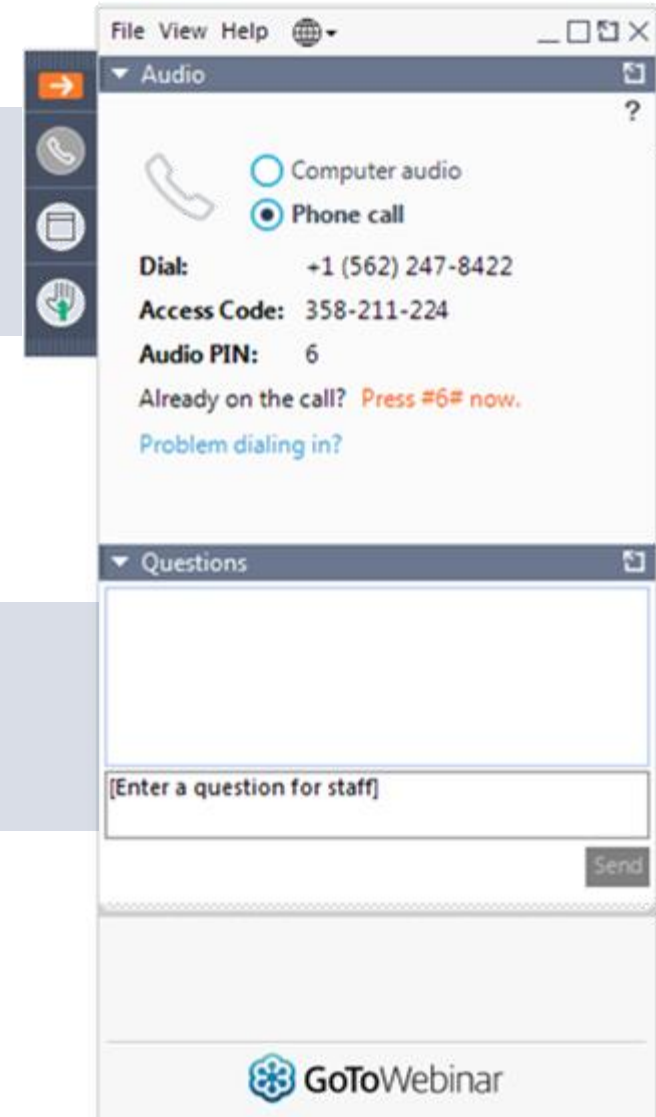 File View Help
Audio
?
Computer audio
Phone call
Dial: +1 (562) 247-8422
Access Code: 358-211-224
Audio PIN: 6
Already on the call? Press #6# now.
Problem dialing in?
Questions
[Enter a question for staff]
Send
GoToWebinar